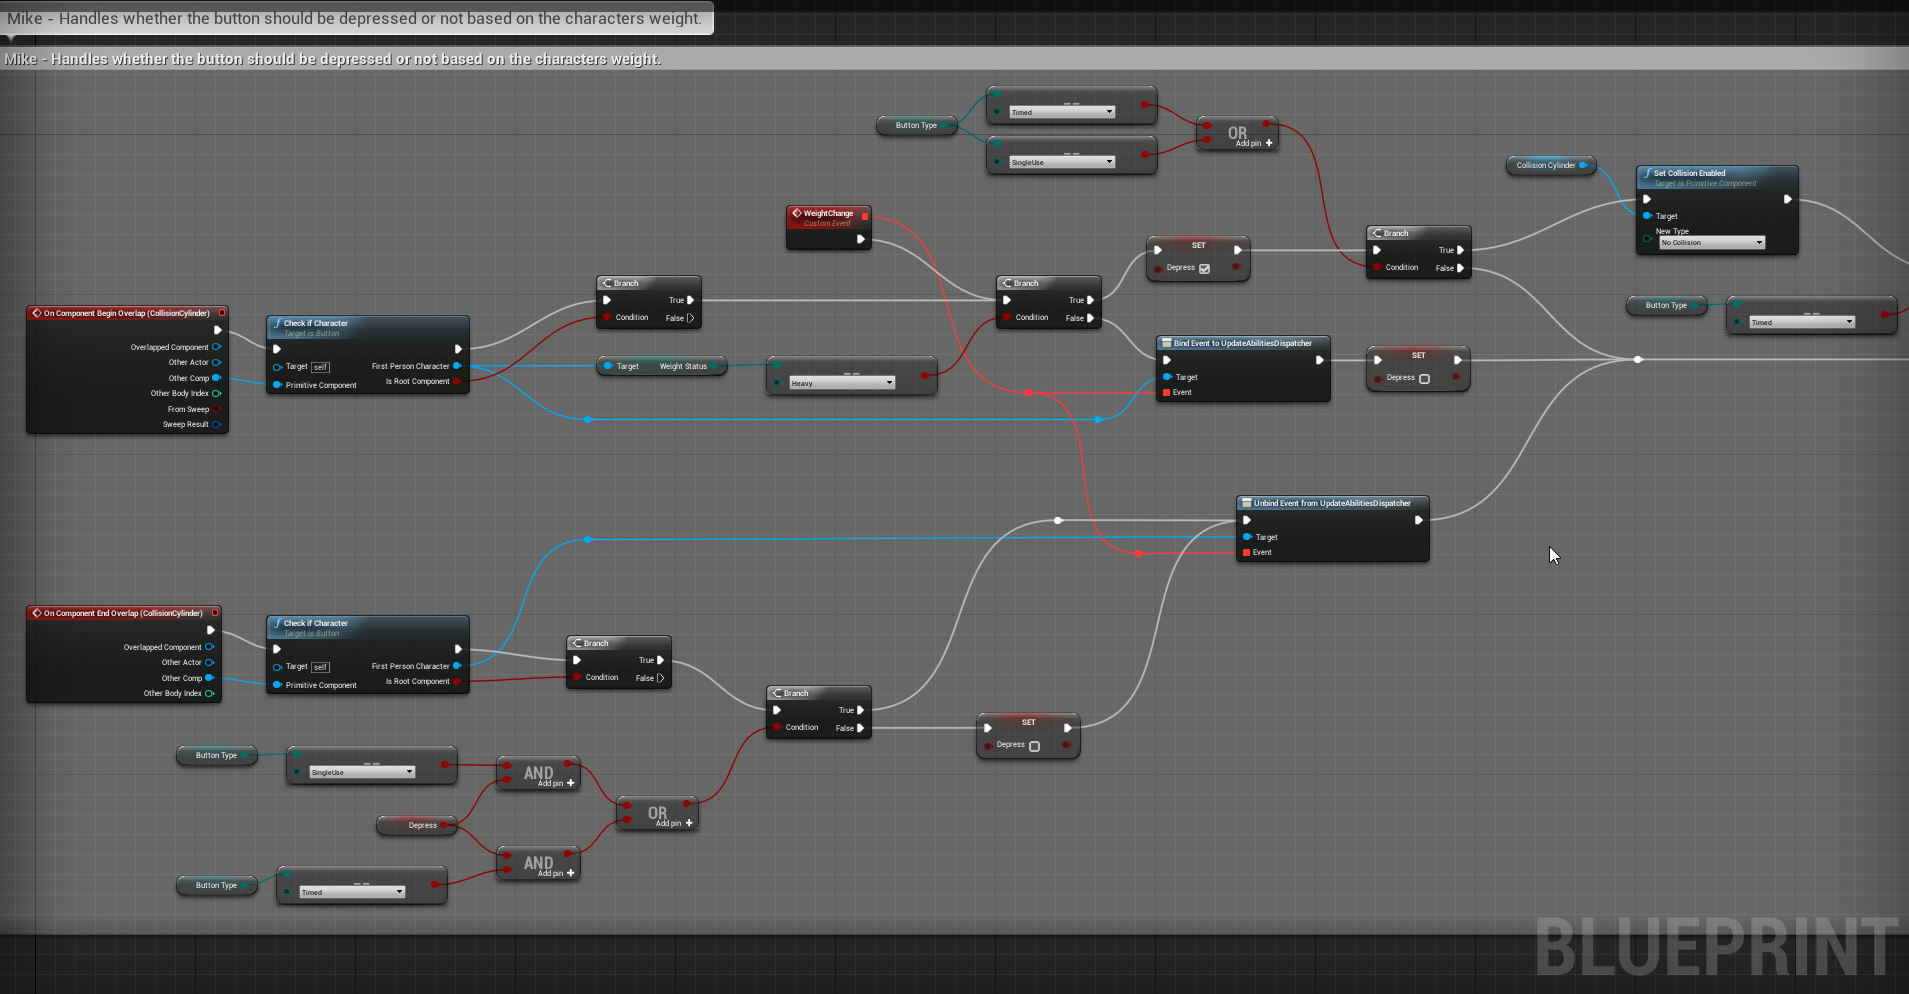 Mike - Handles whether the button should be depressed or not based on the characters weight.
Mike - Handles whether the button should be depressed or not based on the characters weight.
Button Type
==
Timed
==
SingleUse
OR
Add pin +
Collision Cylinder
Set Collision Enabled
Target is Primitive Component
Target
New Type
No Collision
WeightChange
Custom Event
SET
Depress
Branch
Condition
True
False
Branch
Condition
True
False
Branch
Condition
True
False
Button Type
==
Timed
On Component Begin Overlap (CollisionCylinder)
Overlapped Component
Other Actor
Other Comp
Other Body Index
From Sweep
Sweep Result
Check if Character
Target is Button
Target self
Primitive Component
First Person Character
Is Root Component
Target Weight Status
==
Heavy
Bind Event to UpdateAbilitiesDispatcher
Target
Event
SET
Depress
Unbind Event from UpdateAbilitiesDispatcher
Target
Event
On Component End Overlap (CollisionCylinder)
Overlapped Component
Other Actor
Other Comp
Other Body Index
Check if Character
Target is Button
Target self
Primitive Component
First Person Character
Is Root Component
Branch
Condition
True
False
Branch
Condition
True
False
SET
Depress
Button Type
==
SingleUse
AND
Add pin +
Depress
OR
Add pin +
AND
Add pin +
Button Type
==
Timed
BLUEPRINT